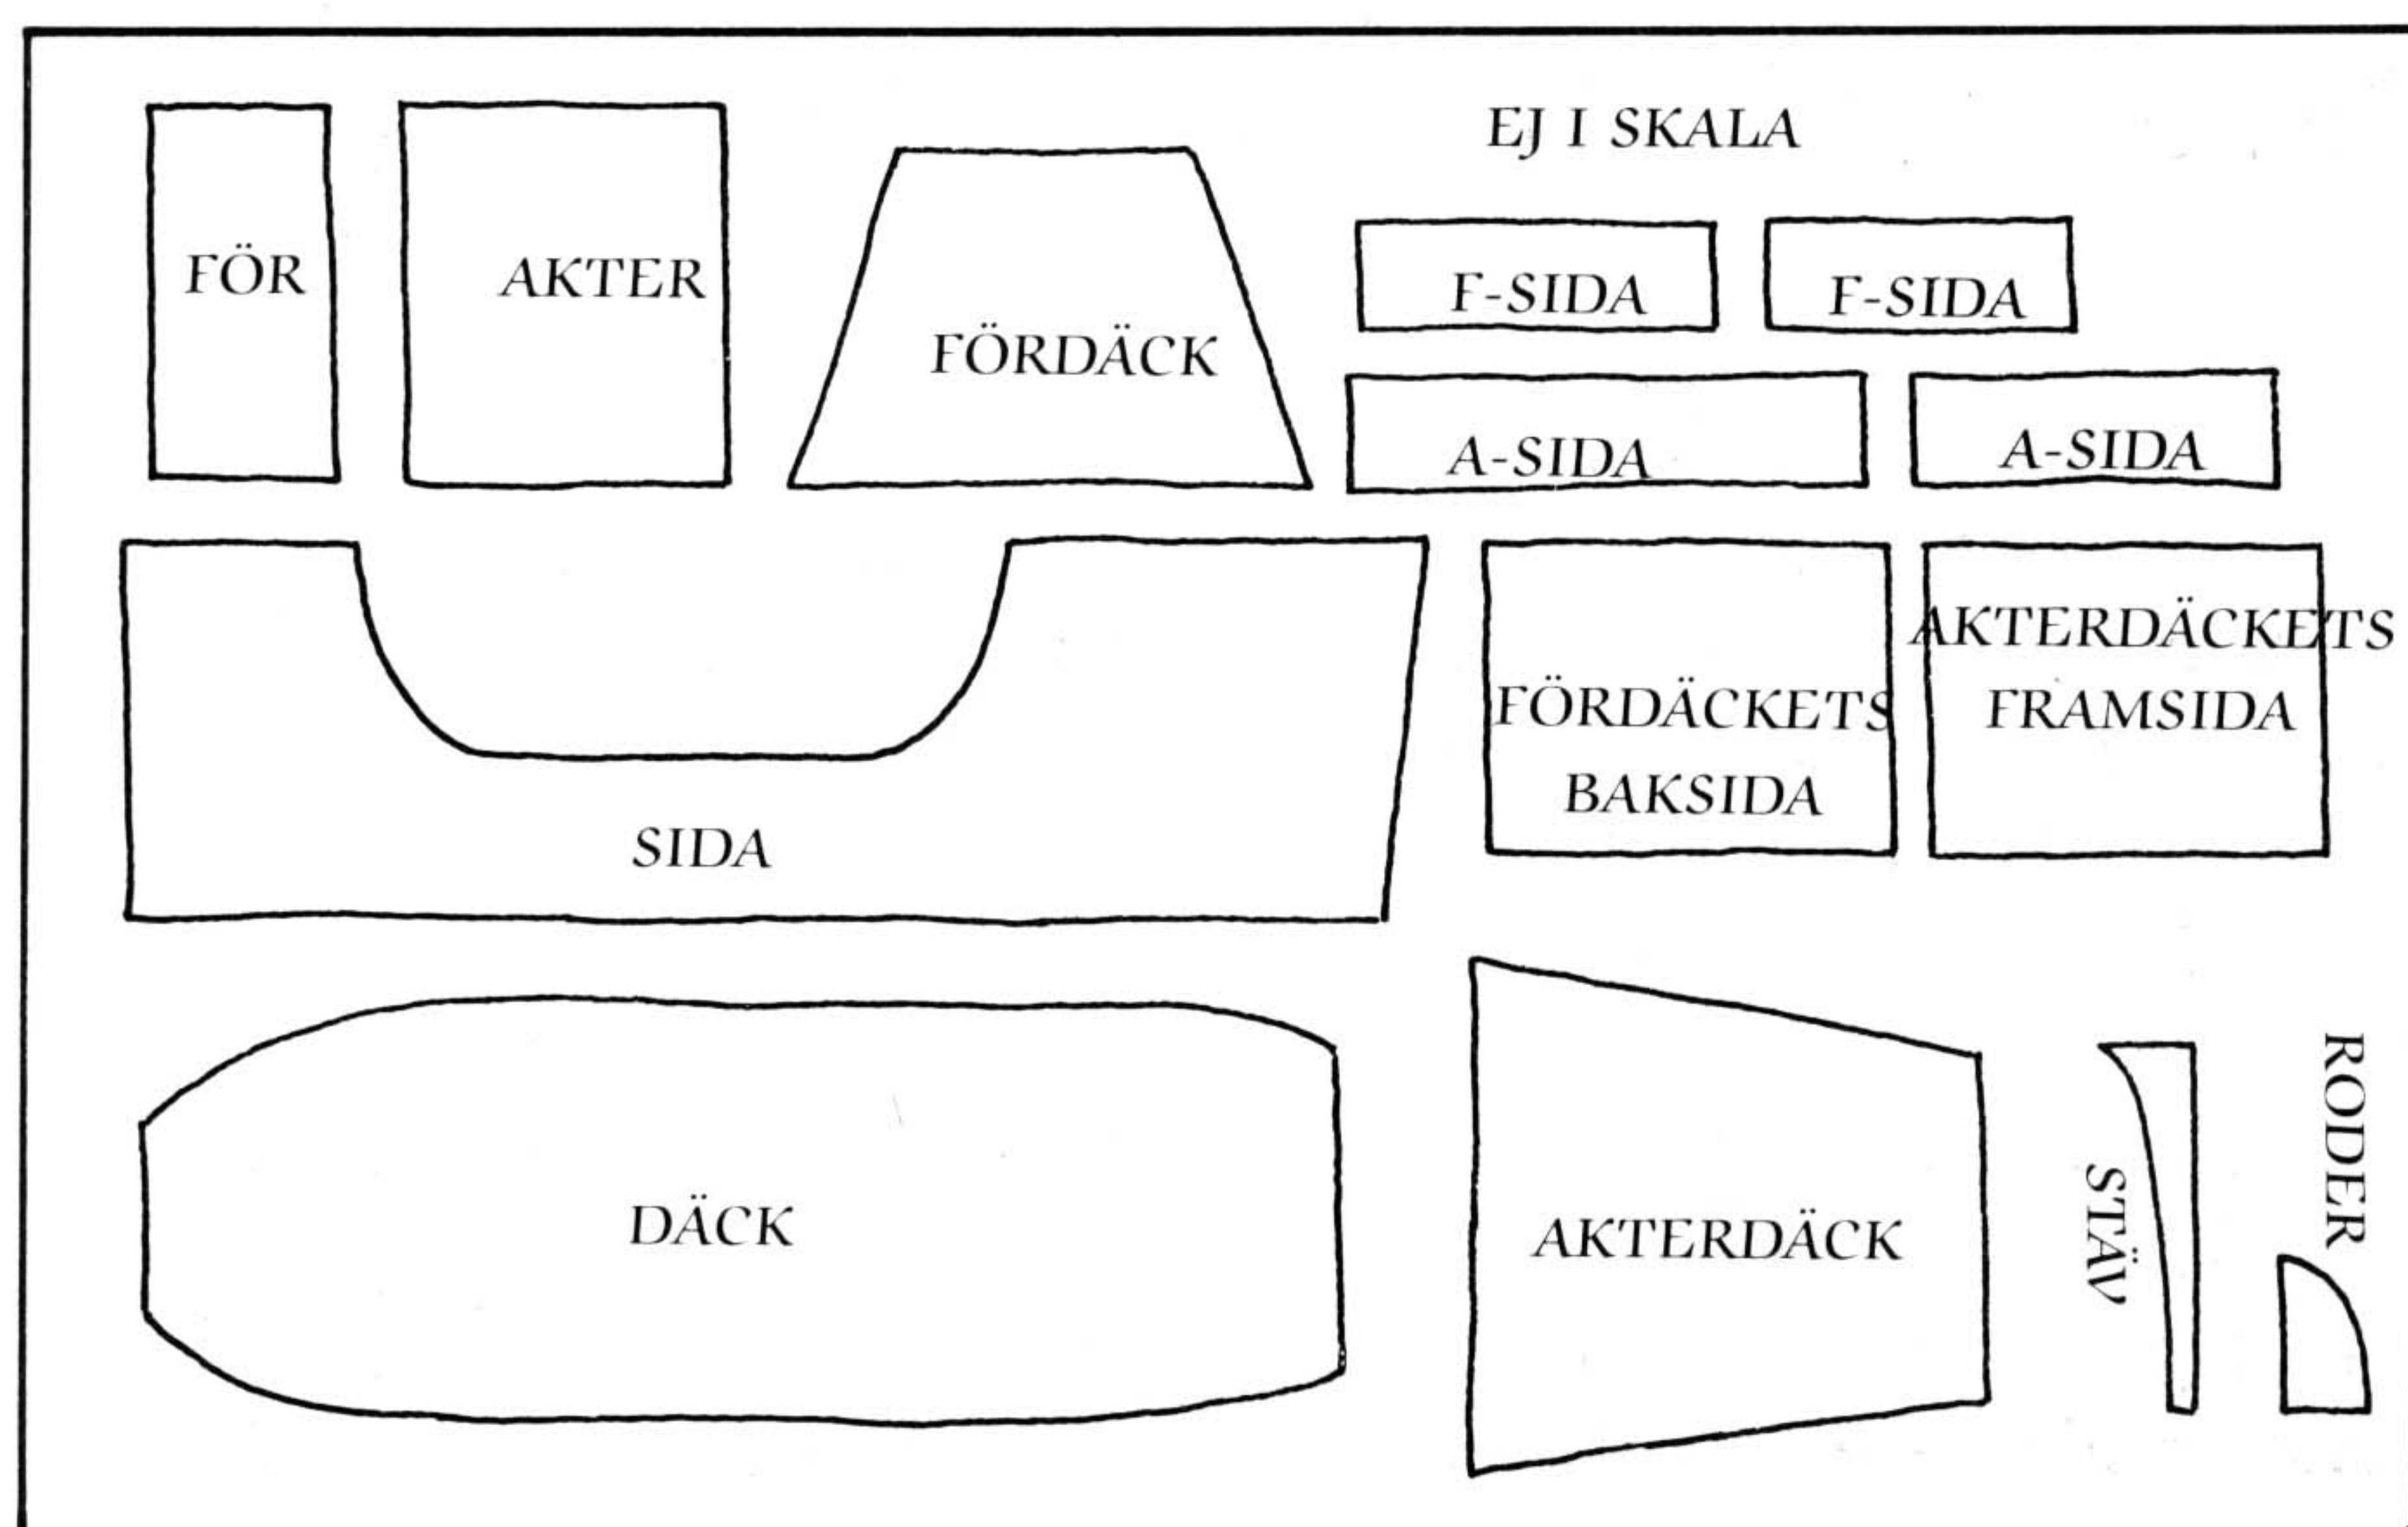 EJ I SKALA
FÖR
AKTER
FÖRDÄCK
F-SIDA
F-SIDA
A-SIDA
A-SIDA
SIDA
FÖRDÄCKETS
BAKSIDA
AKTERDÄCKETS
FRAMSIDA
DÄCK
AKTERDÄCK
STÄV
RODER